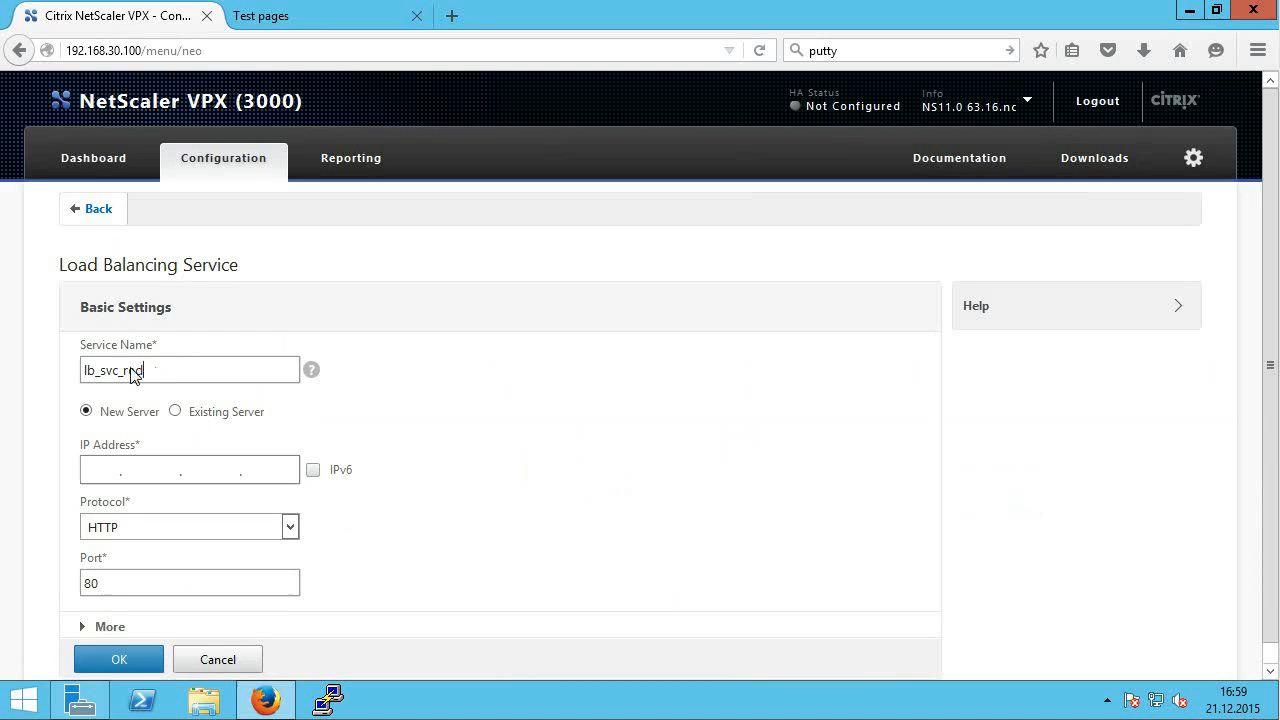 Citrix NetScaler VPX - Con...
Test pages
192.168.30.100/menu/neo
putty
NetScaler VPX (3000)
HA Status
Not Configured
Info
NS11.0 63.16.nc
Logout
CITRIX
Dashboard
Configuration
Reporting
Documentation
Downloads
Back
Load Balancing Service
Basic Settings
Help
Service Name*
New Server
Existing Server
IP Address*
. . .
IPv6
Protocol*
HTTP
Port*
80
More
OK
Cancel
16:59
21.12.2015